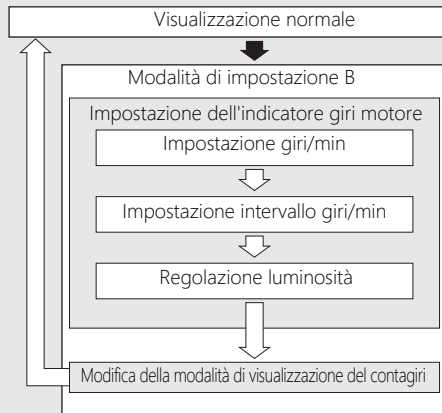 Visualizzazione normale
Modalità di impostazione B
Impostazione dell'indicatore giri motore
Impostazione giri/min
Impostazione intervallo giri/min
Regolazione luminosità
Modifica della modalità di visualizzazione del contagiri